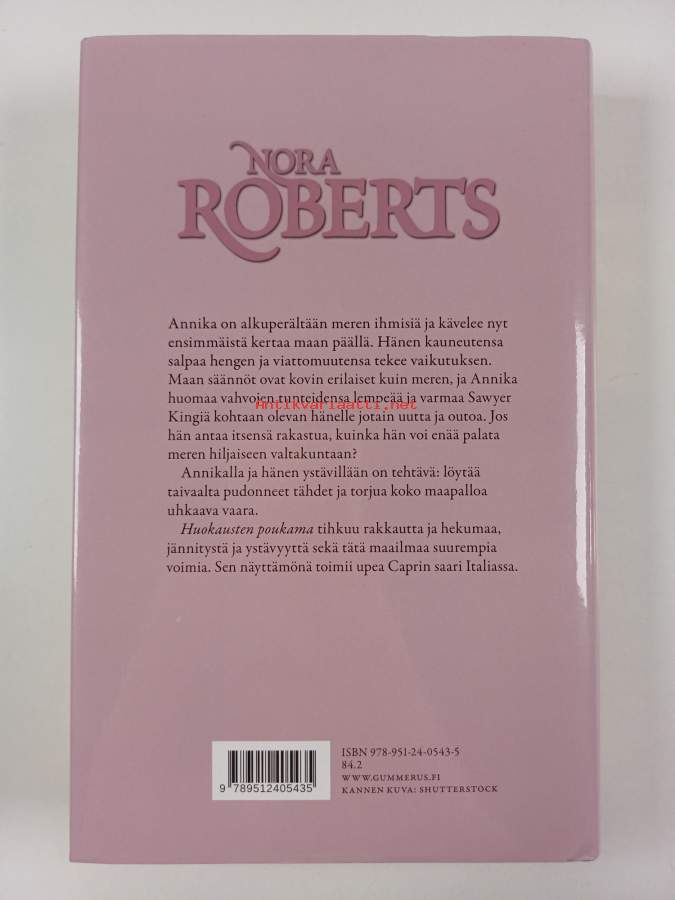 NORA
ROBERTS
Annika on alkuperältään meren ihmisiä ja kävelee nyt
ensimmäistä kertaa maan päällä. Hänen kauneutensa
salpaa hengen ja viattomuutensa tekee vaikutuksen.
Maan säännöt ovat kovin erilaiset kuin meren, ja Annika
huomaa vahvojen tunteidensa lempeää ja varmaa Sawyer
Antikvariaatti.net
Kingiä kohtaan olevan hänelle jotain uutta ja outoa. Jos
hän antaa itsensä rakastua, kuinka hän voi enää palata
meren hiljaiseen valtakuntaan?
Annikalla ja hänen ystävillään on tehtävä: löytää
taivaalta pudonneet tähdet ja torjua koko maapalloa
uhkaava vaara.
Huokausten poukama tihkuu rakkautta ja hekumaa,
jännitystä ja ystävyyttä sekä tätä maailmaa suurempia
voimia. Sen näyttämönä toimii upea Caprin saari Italiassa.
ISBN 978-951-24-0543-5
84.2
WWW.GUMMERUS.FI
KANNEN KUVA: SHUTTERSTOCK
9 789512 405435